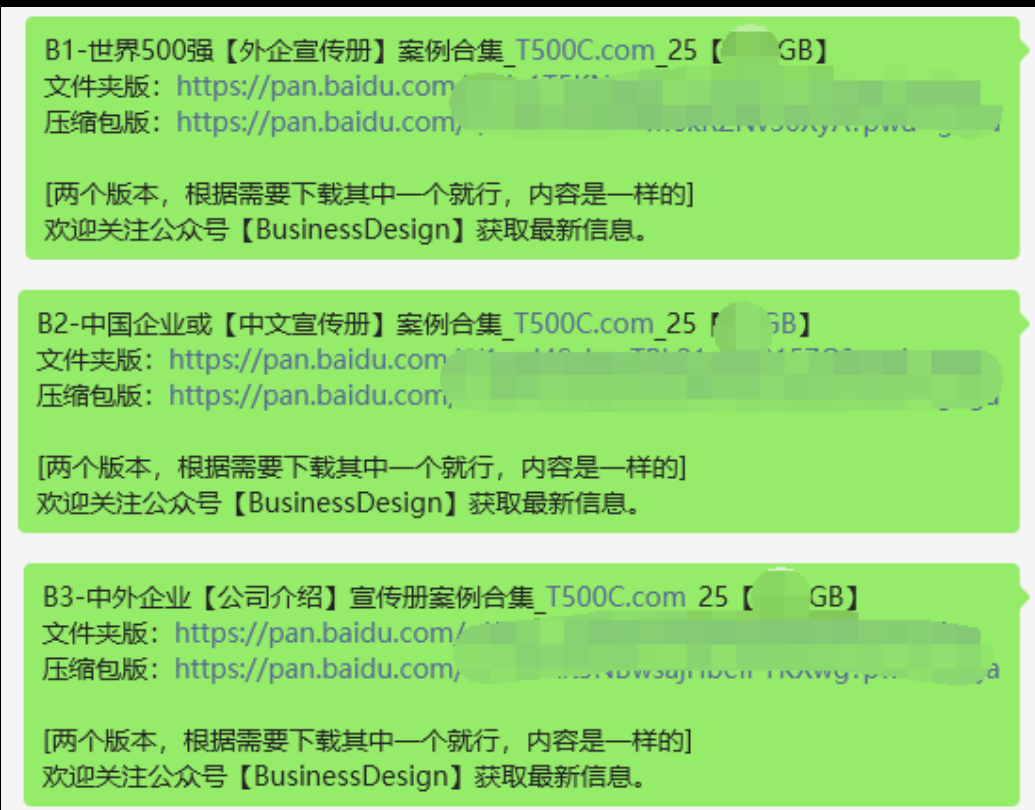 B1-世界500强【外企宣传册】案例合集_T500C.com_25【GB】
文件夹版：https://pan.baidu.com
压缩包版：https://pan.baidu.com/
[两个版本，根据需要下载其中一个就行，内容是一样的]
欢迎关注公众号【BusinessDesign】获取最新信息。
B2-中国企业或【中文宣传册】案例合集_T500C.com_25【GB】
文件夹版：https://pan.baidu.com/
压缩包版：https://pan.baidu.com/
[两个版本，根据需要下载其中一个就行，内容是一样的]
欢迎关注公众号【BusinessDesign】获取最新信息。
B3-中外企业【公司介绍】宣传册案例合集_T500C.com 25【GB】
文件夹版：https://pan.baidu.com/
压缩包版：https://pan.baidu.com/
[两个版本，根据需要下载其中一个就行，内容是一样的]
欢迎关注公众号【BusinessDesign】获取最新信息。